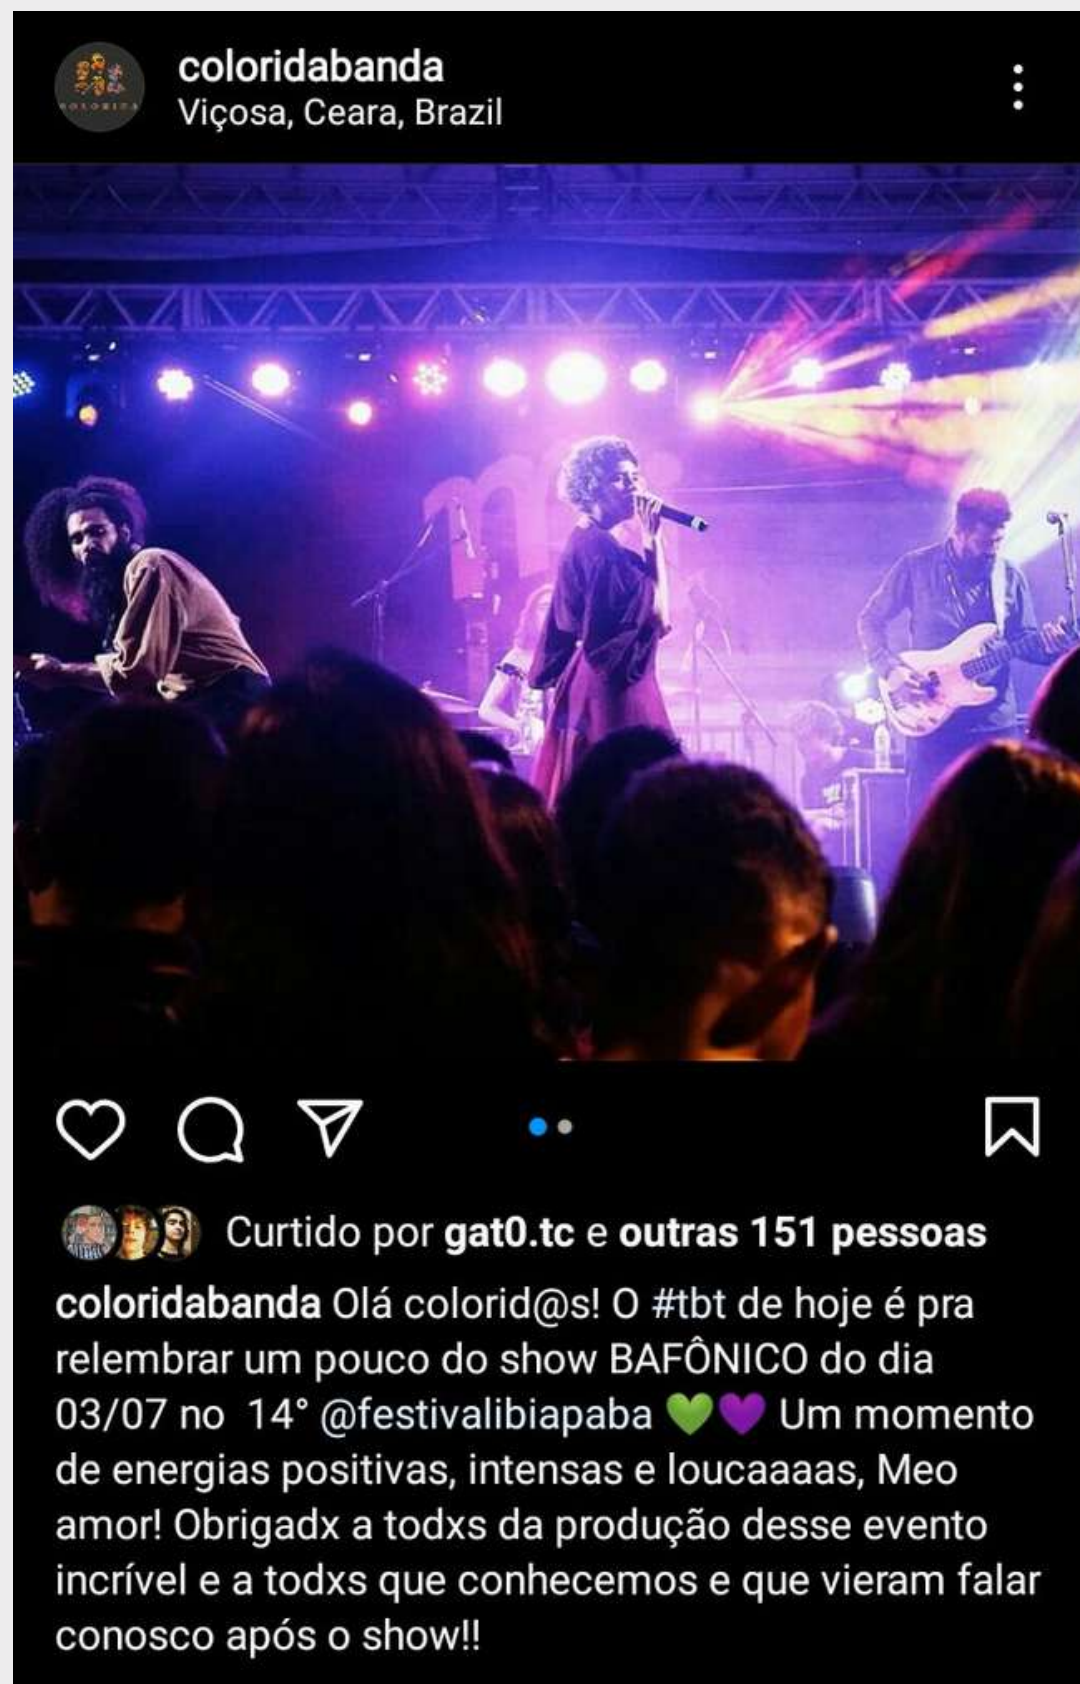 coloridabanda
Viçosa, Ceara, Brazil
COLORIDA
Curtido por gat0.tc e outras 151 pessoas
coloridabanda Olá colorid@s! O #tbt de hoje é pra
relembrar um pouco do show BAFÔNICO do dia
03/07 no  14° @festivalibiapaba 💚💜 Um momento
de energias positivas, intensas e loucaaaas, Meo
amor! Obrigadx a todxs da produção desse evento
incrível e a todxs que conhecemos e que vieram falar
conosco após o show!!